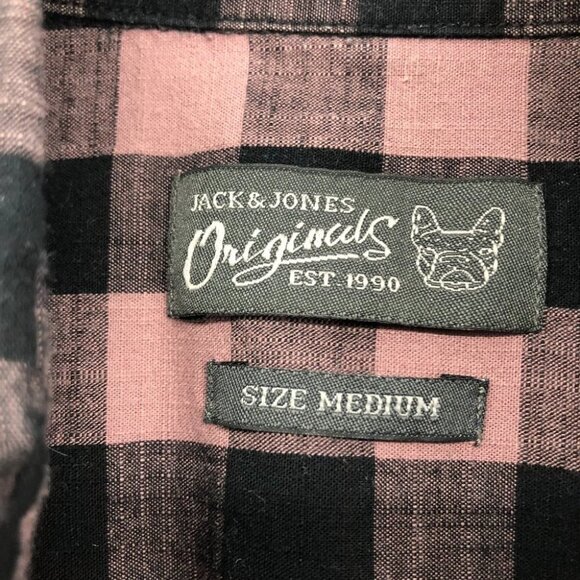 JACK & JONES
Originals
EST. 1990
SIZE MEDIUM